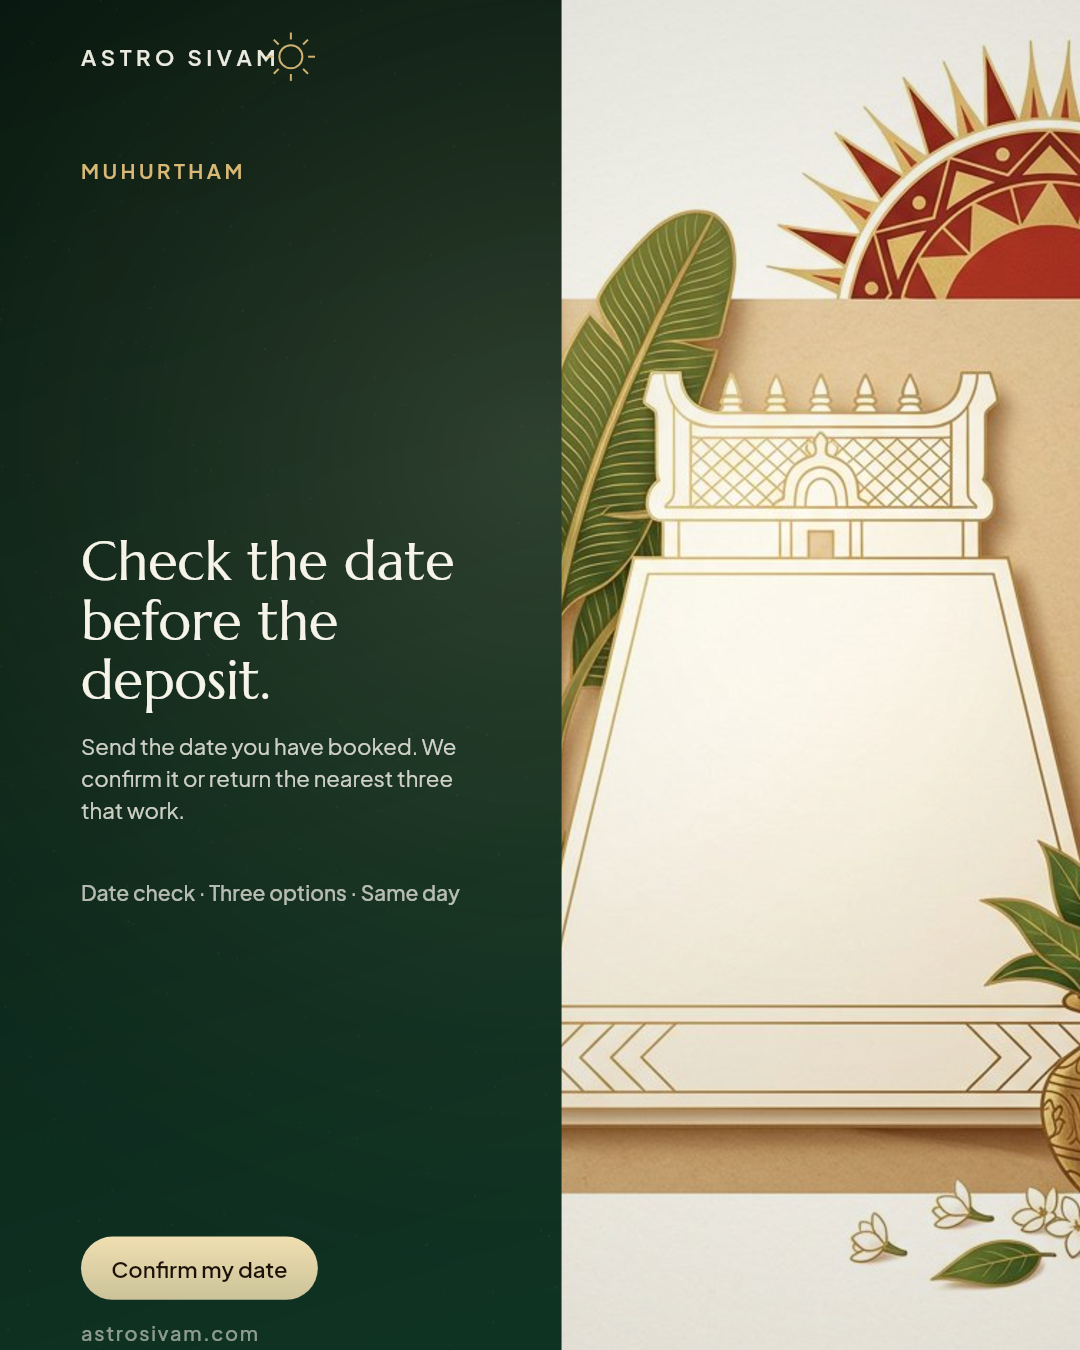 ASTRO SIVAM
MUHURTHAM
Check the date
before the
deposit.
Send the date you have booked. We
confirm it or return the nearest three
that work.
Date check · Three options · Same day
Confirm my date
astrosivam.com